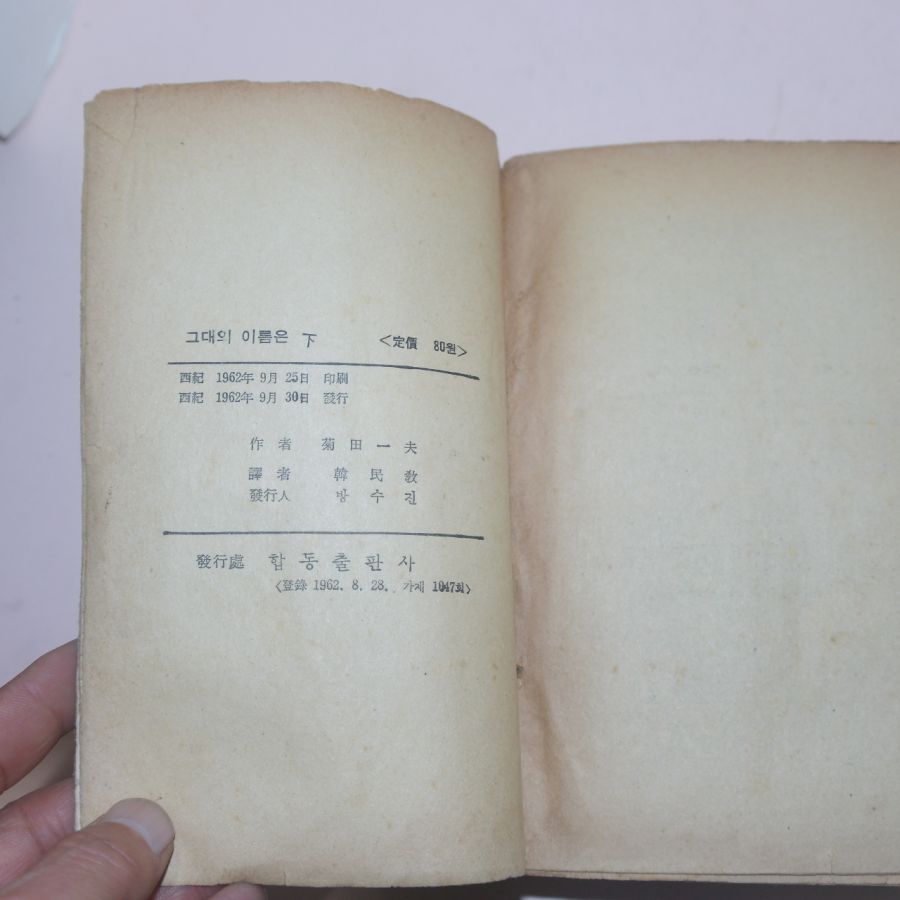 그대의 이름은 下 <定價 80원>
西紀 1962年 9月 25日 印刷
西紀 1962年 9月 30日 發行
作者 菊田一夫
譯者 韓民敎
發行人 방수진
發行處 합동출판사
<登錄 1962. 8. 28. 가제 1047회>